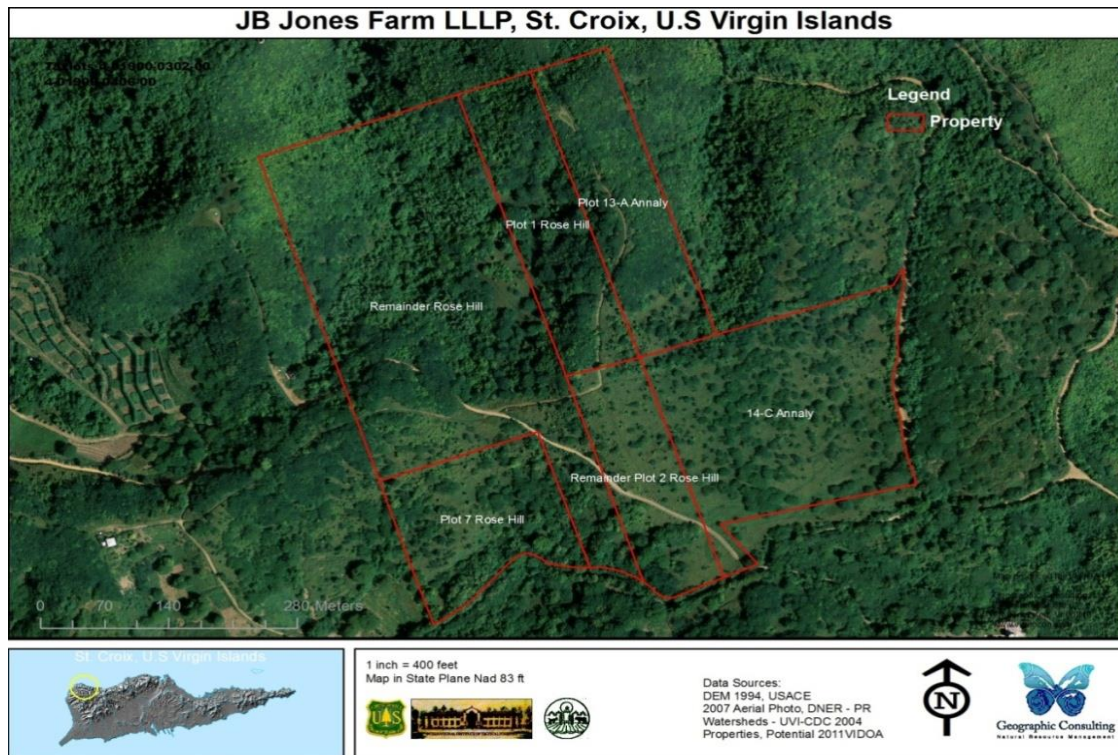 JB Jones Farm LLLP, St. Croix, U.S Virgin Islands
Legend
Property
Plot 13-A Annaly
Plot 1 Rose Hill
Remainder Rose Hill
14-C Annaly
Remainder Plot 2 Rose Hill
Plot 7 Rose Hill
0 70 140 280 Meters
St. Croix, U.S Virgin Islands
1 inch = 400 feet
Map in State Plane Nad 83 ft
U S
Data Sources:
DEM 1994, USACE
2007 Aerial Photo, DNER - PR
Watersheds - UVI-CDC 2004
Properties, Potential 2011VIDOA
N
Geographic Consulting
Natural Resource Management